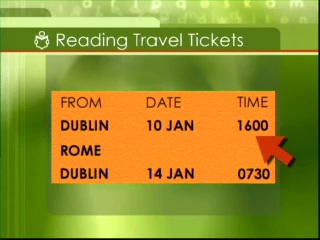 Reading Travel Tickets
FROM DATE TIME
DUBLIN 10 JAN 1600
ROME
DUBLIN 14 JAN 0730